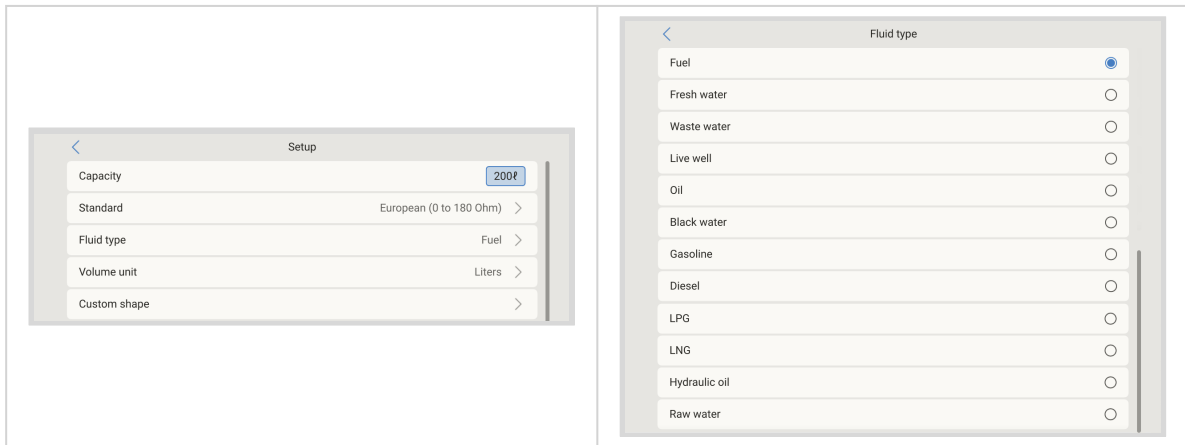 Setup
Capacity 200ℓ
Standard European (0 to 180 Ohm)
Fluid type Fuel
Volume unit Liters
Custom shape
Fluid type
Fuel
Fresh water
Waste water
Live well
Oil
Black water
Gasoline
Diesel
LPG
LNG
Hydraulic oil
Raw water